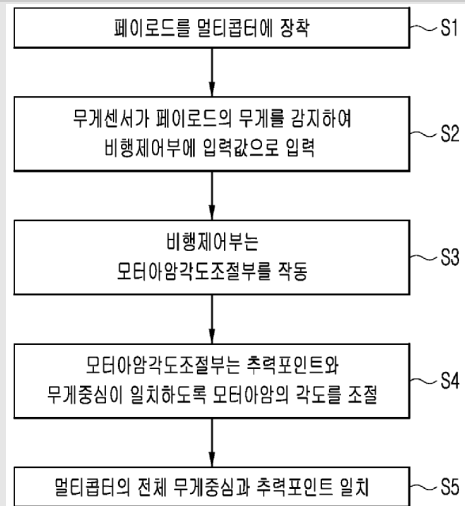 페이로드를 멀티콥터에 장착
S1
무게센서가 페이로드의 무게를 감지하여
비행제어부에 입력값으로 입력
S2
비행제어부는
모터아암각도조절부를 작동
S3
모터아암각도조절부는 추력포인트와
무게중심이 일치하도록 모터아암의 각도를 조절
S4
멀티콥터의 전체 무게중심과 추력포인트 일치
S5